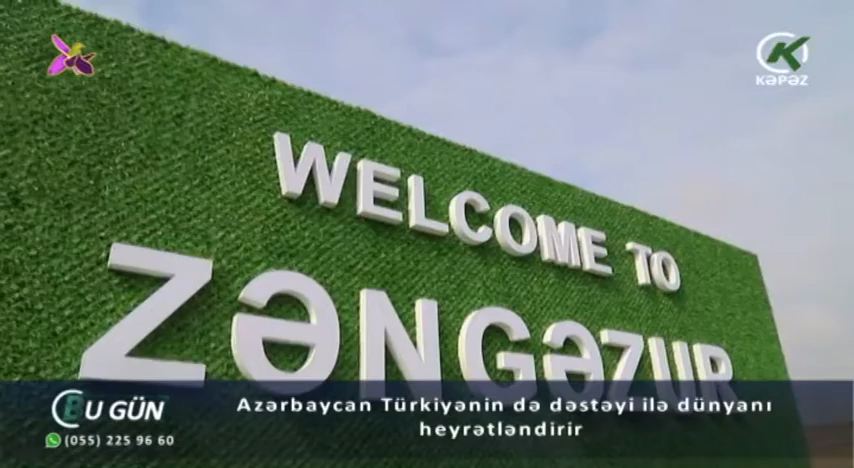 KƏPƏZ
WELCOME TO
ZƏNGƏZUR
BU GÜN
(055) 225 96 60
Azərbaycan Türkiyənin də dəstəyi ilə dünyanı
heyrətləndirir